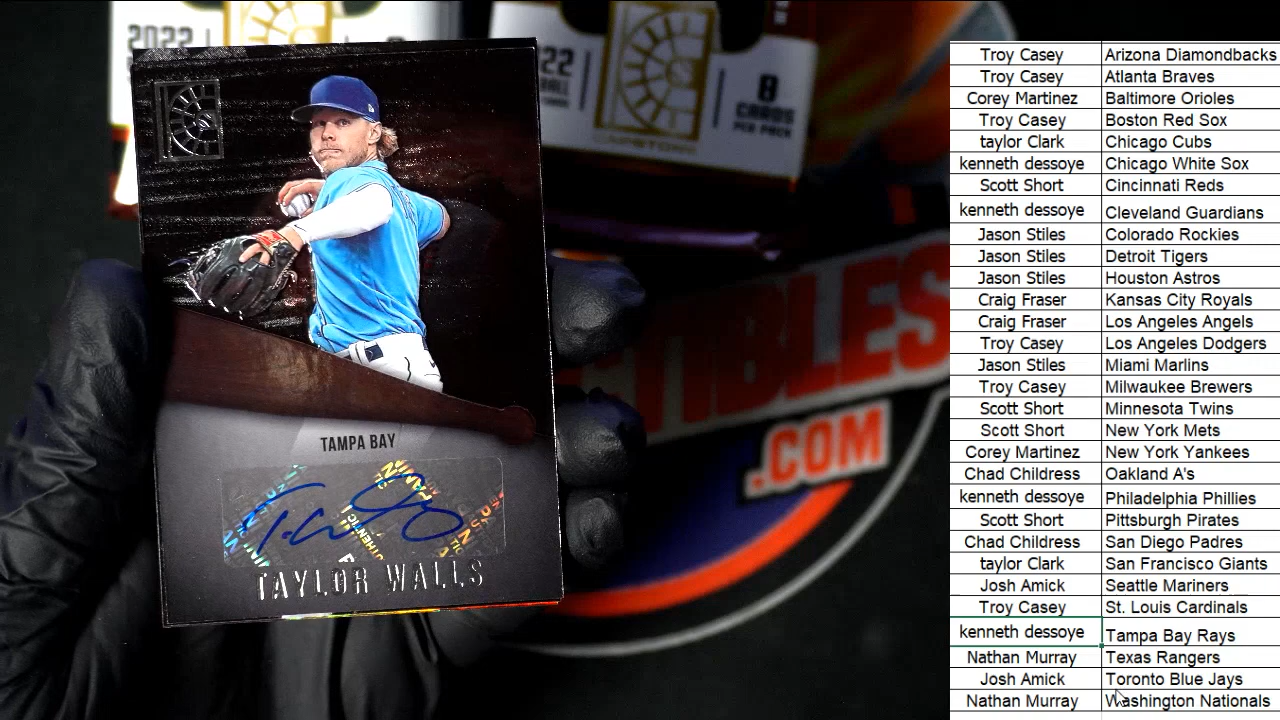 2022
22
8
CARDS
PER PACK
TAMPA BAY
TAYLOR WALLS
TIBLES
.COM
Troy Casey Arizona Diamondbacks
Troy Casey Atlanta Braves
Corey Martinez Baltimore Orioles
Troy Casey Boston Red Sox
taylor Clark Chicago Cubs
kenneth dessoye Chicago White Sox
Scott Short Cincinnati Reds
kenneth dessoye Cleveland Guardians
Jason Stiles Colorado Rockies
Jason Stiles Detroit Tigers
Jason Stiles Houston Astros
Craig Fraser Kansas City Royals
Craig Fraser Los Angeles Angels
Troy Casey Los Angeles Dodgers
Jason Stiles Miami Marlins
Troy Casey Milwaukee Brewers
Scott Short Minnesota Twins
Scott Short New York Mets
Corey Martinez New York Yankees
Chad Childress Oakland A's
kenneth dessoye Philadelphia Phillies
Scott Short Pittsburgh Pirates
Chad Childress San Diego Padres
taylor Clark San Francisco Giants
Josh Amick Seattle Mariners
Troy Casey St. Louis Cardinals
kenneth dessoye Tampa Bay Rays
Nathan Murray Texas Rangers
Josh Amick Toronto Blue Jays
Nathan Murray Washington Nationals